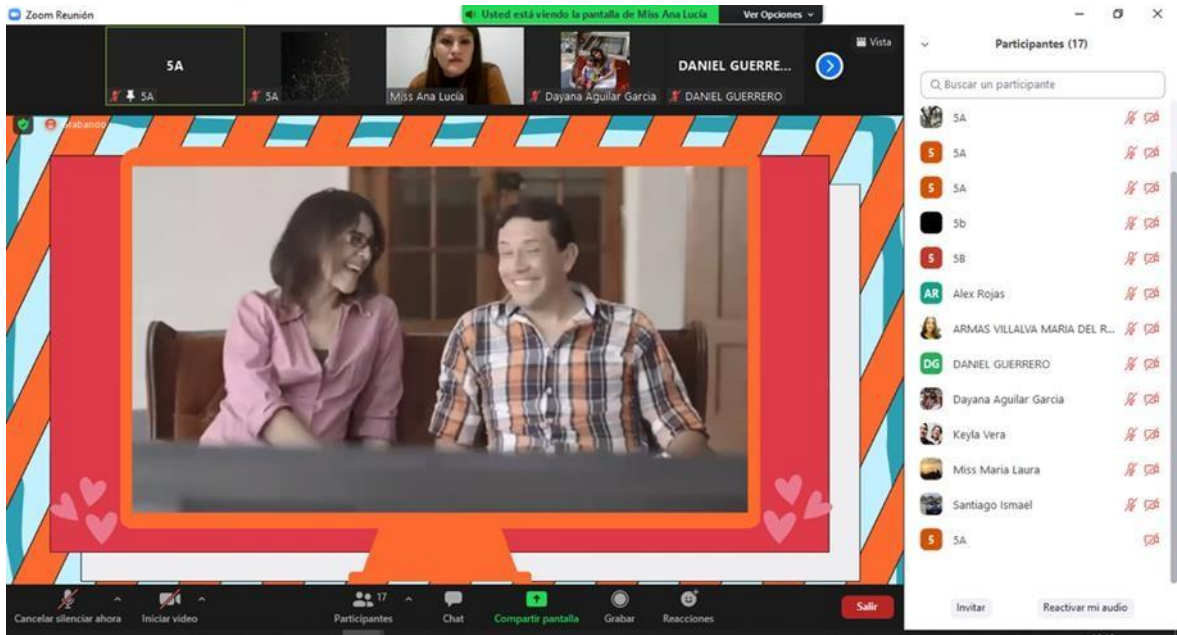 Zoom Reunión
Usted está viendo la pantalla de Miss Ana Lucía
Ver Opciones
5A
5A
5A
Miss Ana Lucía
Dayana Aguilar Garcia
DANIEL GUERRE...
DANIEL GUERRERO
Vista
Grabando
Participantes (17)
Buscar un participante
5A
S 5A
S 5A
5b
5 5B
AR Alex Rojas
ARMAS VILLALVA MARIA DEL R...
DG DANIEL GUERRERO
Dayana Aguilar Garcia
Keyla Vera
Miss Maria Laura
Santiago Ismael
5 5A
Invitar
Reactivar mi audio
Cancelar silenciar ahora
Iniciar video
17
Participantes
Chat
Compartir pantalla
Grabar
Reacciones
Salir